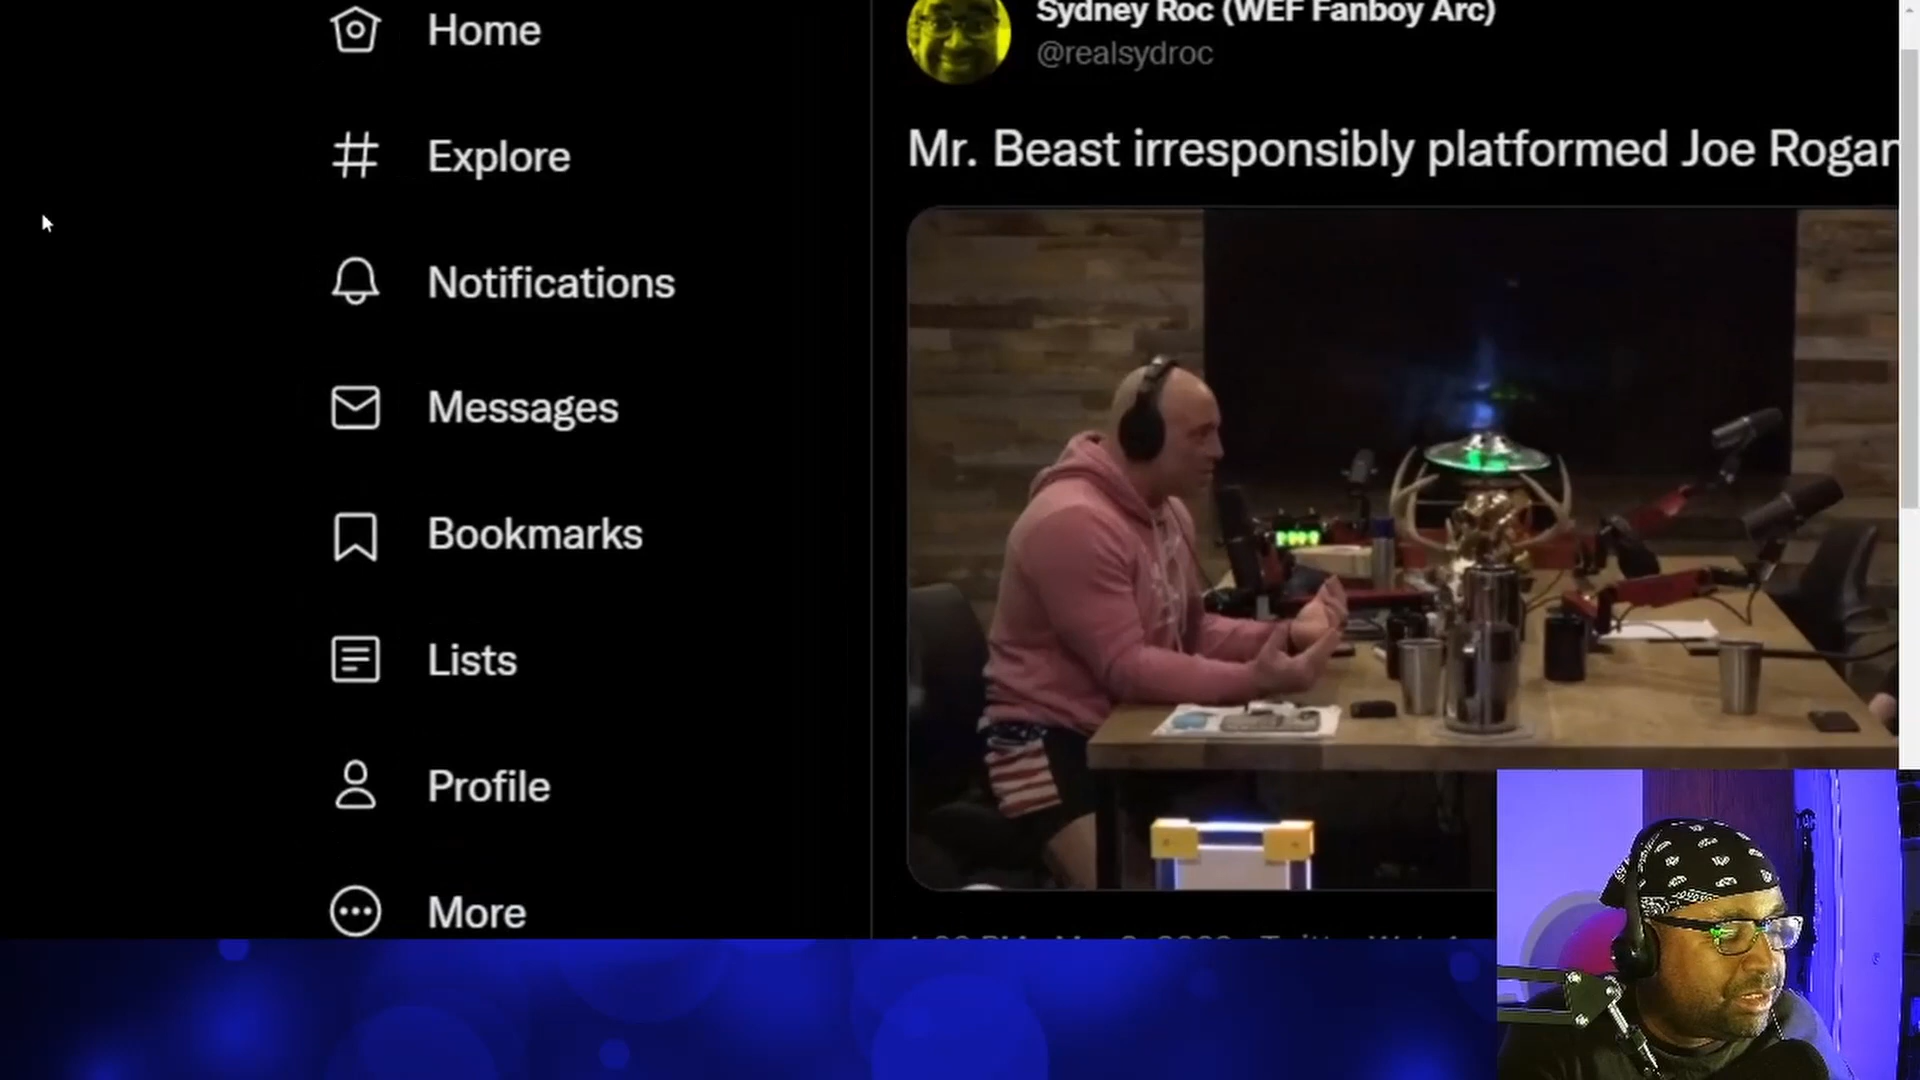 Home
Explore
Notifications
Messages
Bookmarks
Lists
Profile
More
Sydney Roc (WEF Fanboy Arc)
@realsydroc
Mr. Beast irresponsibly platformed Joe Rogan